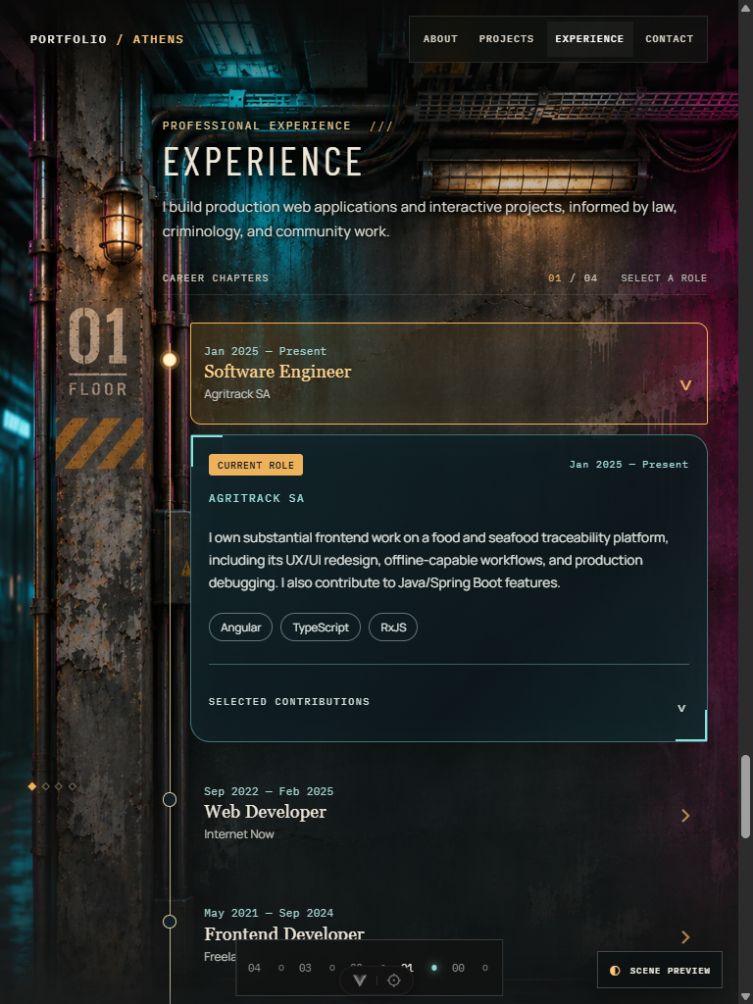 PORTFOLIO / ATHENS
ABOUT PROJECTS EXPERIENCE CONTACT
PROFESSIONAL EXPERIENCE ///
EXPERIENCE
I build production web applications and interactive projects, informed by law,
criminology, and community work.
CAREER CHAPTERS 01 / 04 SELECT A ROLE
01
FLOOR
Jan 2025 — Present
Software Engineer
Agritrack SA
CURRENT ROLE Jan 2025 — Present
AGRITRACK SA
I own substantial frontend work on a food and seafood traceability platform,
including its UX/UI redesign, offline-capable workflows, and production
debugging. I also contribute to Java/Spring Boot features.
Angular TypeScript RxJS
SELECTED CONTRIBUTIONS
Sep 2022 — Feb 2025
Web Developer
Internet Now
May 2021 — Sep 2024
Frontend Developer
04 03 01 00
SCENE PREVIEW